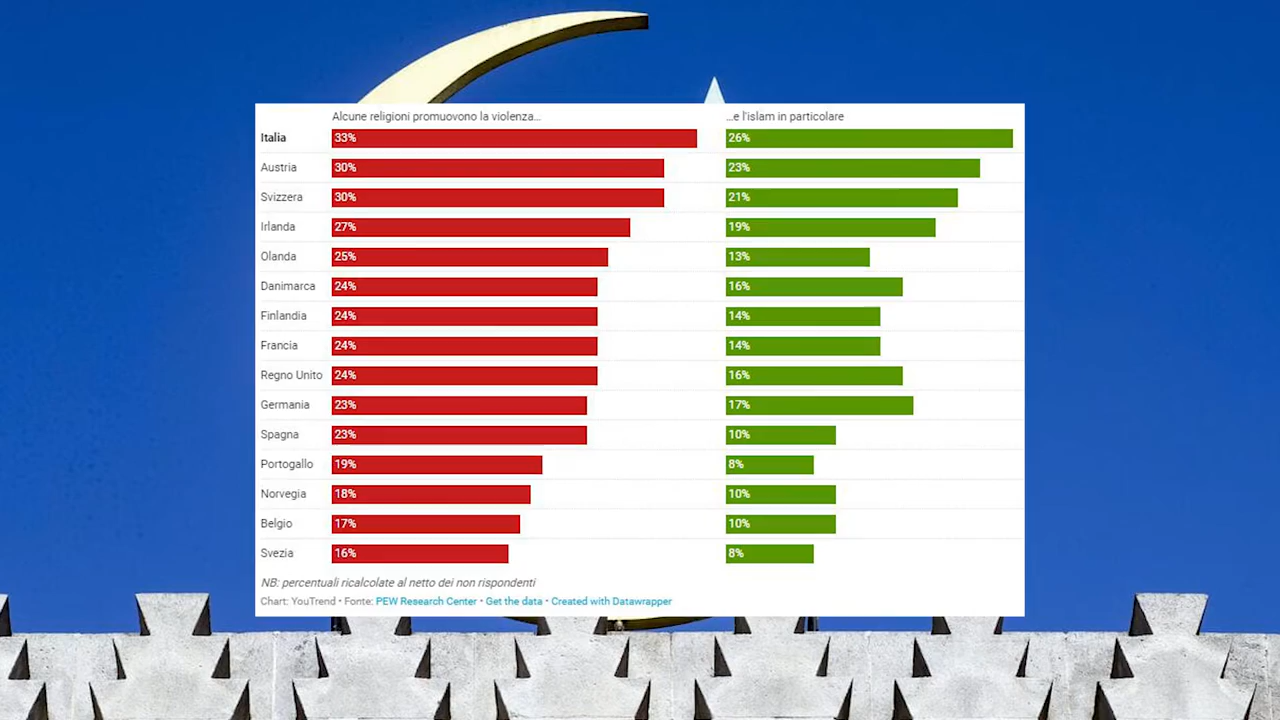 Alcune religioni promuovono la violenza... ...e l'islam in particolare
Italia 33% 26%
Austria 30% 23%
Svizzera 30% 21%
Irlanda 27% 19%
Olanda 25% 13%
Danimarca 24% 16%
Finlandia 24% 14%
Francia 24% 14%
Regno Unito 24% 16%
Germania 23% 17%
Spagna 23% 10%
Portogallo 19% 8%
Norvegia 18% 10%
Belgio 17% 10%
Svezia 16% 8%
NB: percentuali ricalcolate al netto dei non rispondenti
Chart: YouTrend • Fonte: PEW Research Center • Get the data • Created with Datawrapper